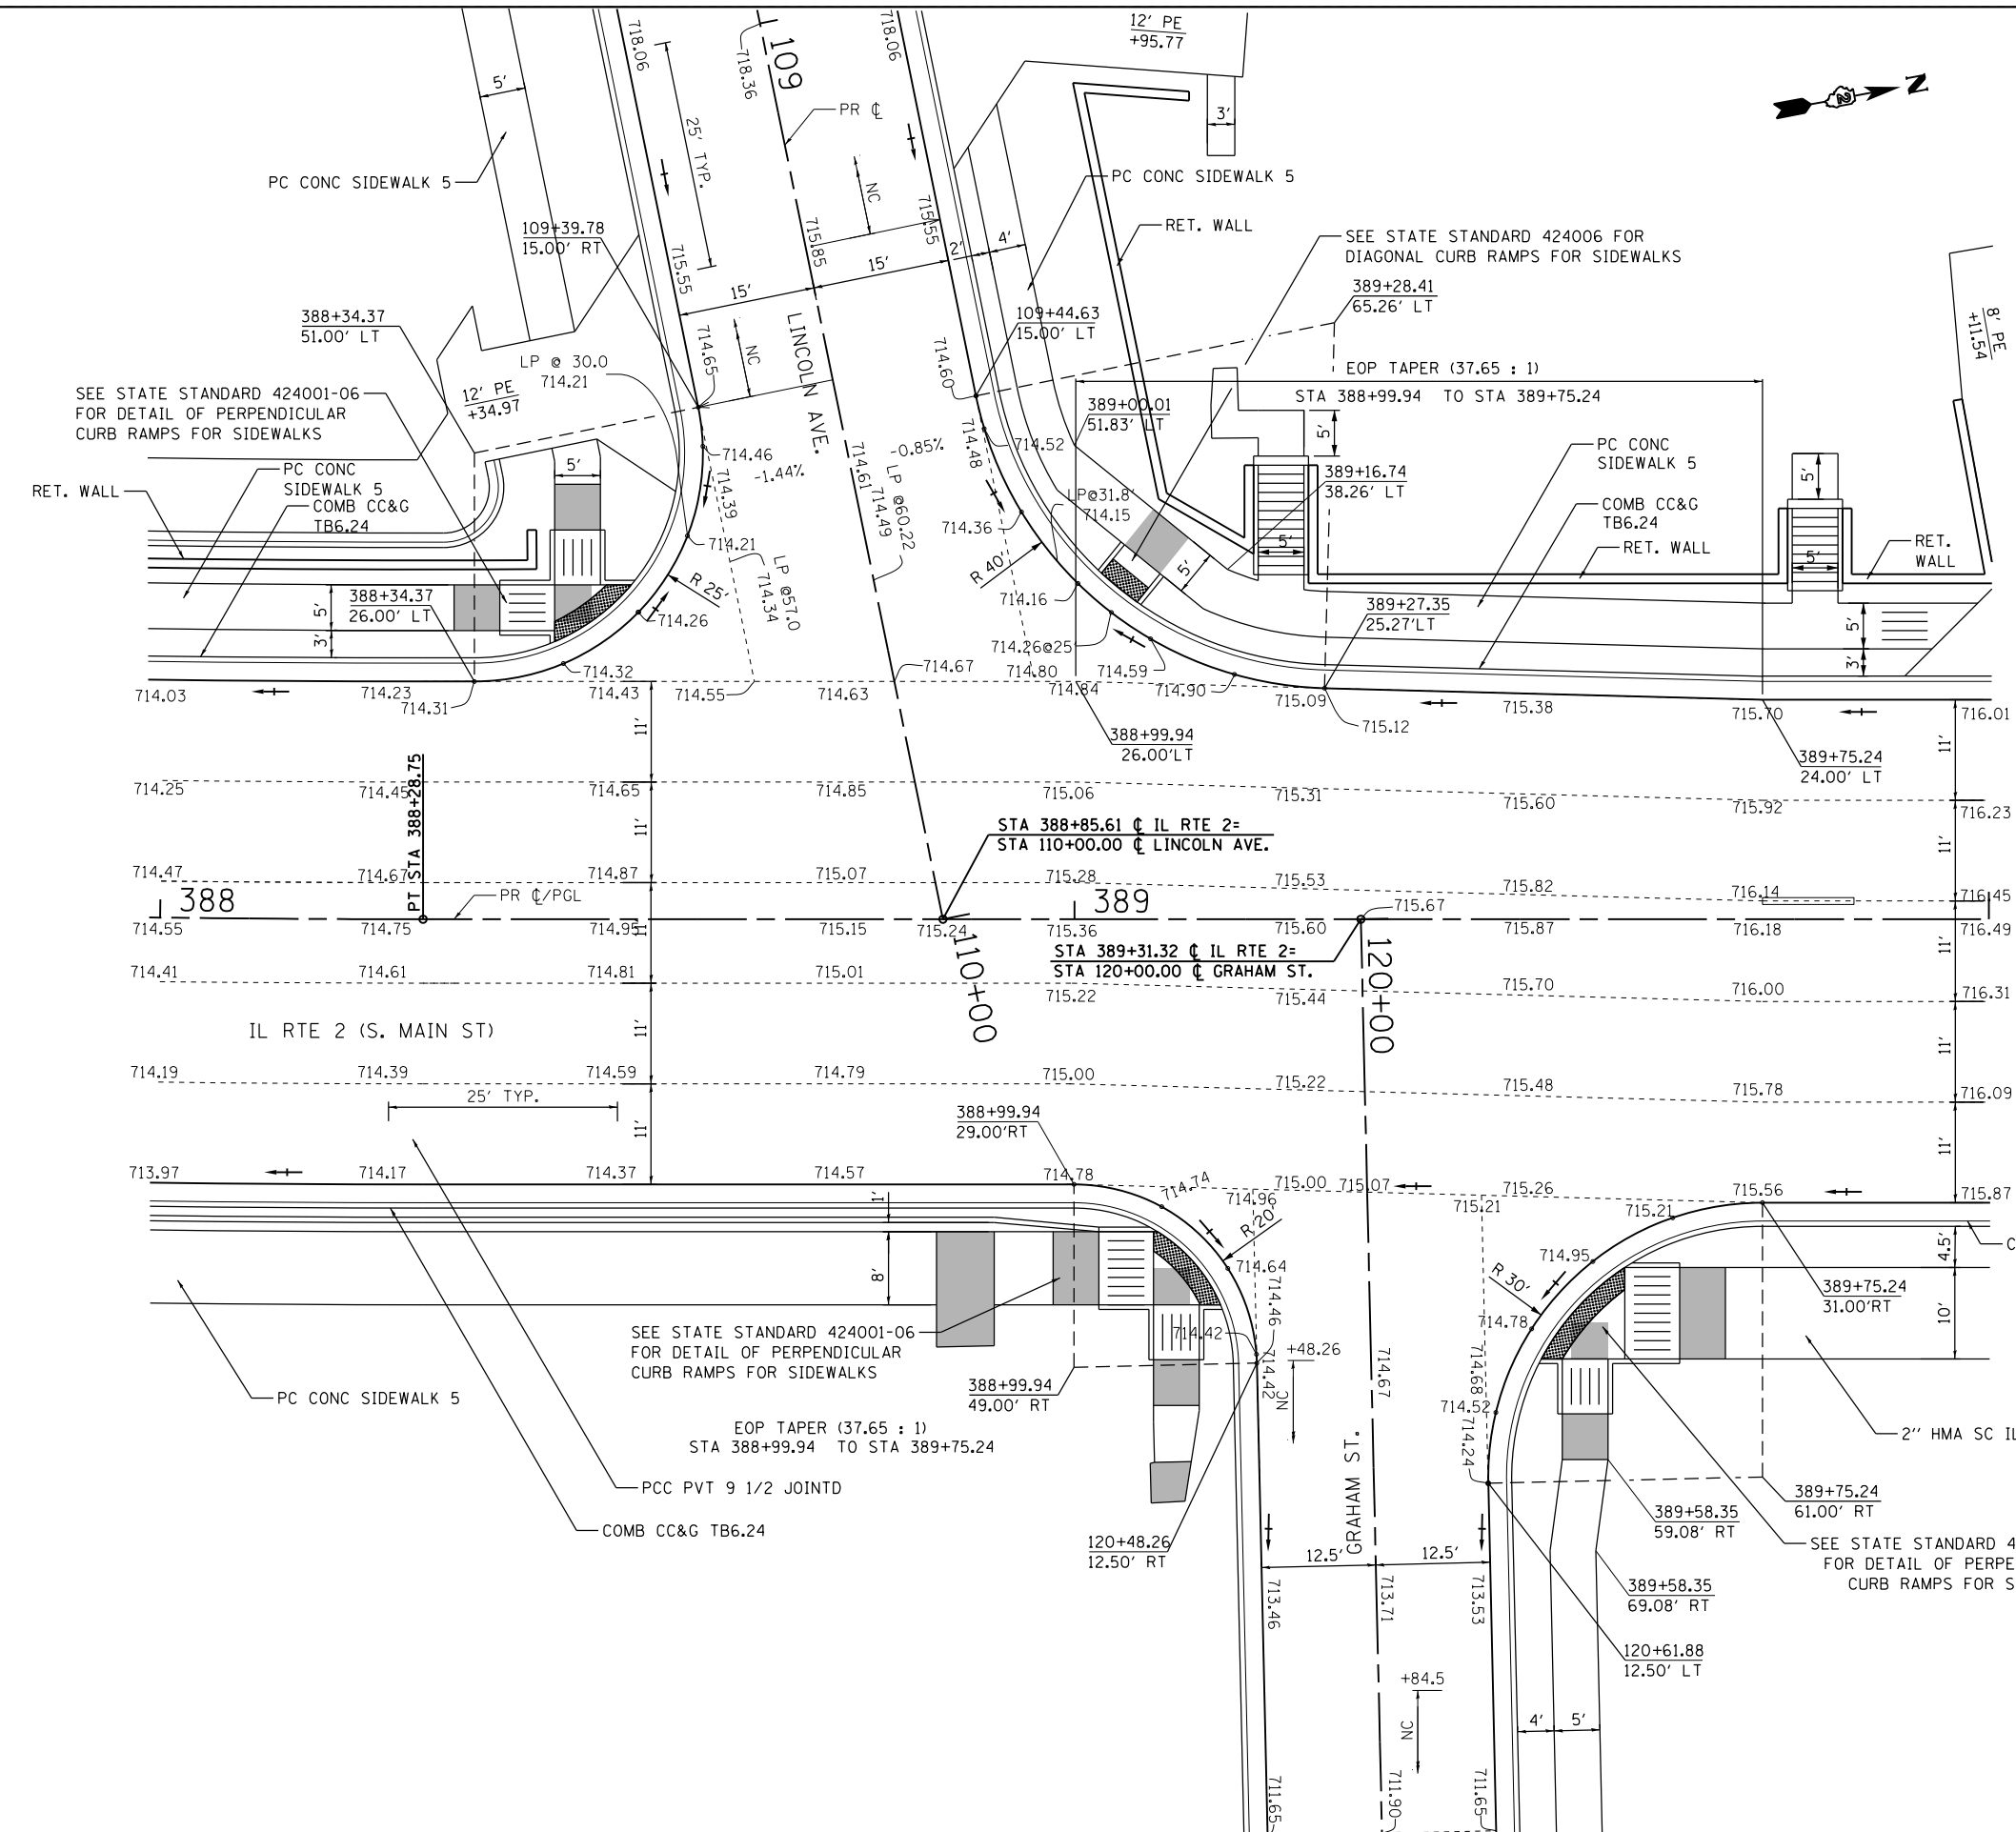 718.06
718.36
109
718.06
12' PE
+95.77
N
5'
PR ℄
25' TYP.
3'
NC
PC CONC SIDEWALK 5
PC CONC SIDEWALK 5
RET. WALL
109+39.78
15.00' RT
715.55
715.85
715.55
2'
4'
15'
15'
SEE STATE STANDARD 424006 FOR
DIAGONAL CURB RAMPS FOR SIDEWALKS
389+28.41
65.26' LT
8' PE
+11.54
388+34.37
51.00' LT
109+44.63
15.00' LT
LINCOLN AVE.
NC
714.65
714.60
LP @ 30.0
714.21
EOP TAPER (37.65 : 1)
STA 388+99.94 TO STA 389+75.24
SEE STATE STANDARD 424001-06
FOR DETAIL OF PERPENDICULAR
CURB RAMPS FOR SIDEWALKS
12' PE
+34.97
389+00.01
51.83' LT
5'
714.46
-1.44%
714.39
714.61
-0.85%
LP @60.22
714.49
714.48
714.52
PC CONC
SIDEWALK 5
PC CONC
SIDEWALK 5
RET. WALL
5'
389+16.74
38.26' LT
5'
COMB CC&G
TB6.24
LP@31.8'
714.15
COMB CC&G
TB6.24
714.36
714.21
RET. WALL
RET.
WALL
5'
5'
R 40'
5'
LP @57.0
714.34
R 25'
388+34.37
26.00' LT
5'
3'
714.16
389+27.35
25.27'LT
5'
3'
714.26
714.26@25'
714.32
714.67
714.80
714.59
714.03
714.23
714.31
714.43
714.55
714.63
714.84
714.90
715.09
715.12
715.38
715.70
716.01
11'
388+99.94
26.00'LT
389+75.24
24.00' LT
11'
PT STA 388+28.75
714.25
714.45
714.65
714.85
715.06
715.31
715.60
715.92
716.23
11'
STA 388+85.61 ℄ IL RTE 2=
STA 110+00.00 ℄ LINCOLN AVE.
11'
714.47
714.67
714.87
715.07
715.28
715.53
715.82
716.14
716.45
388
PR ℄/PGL
389
715.67
714.55
714.75
714.95
715.15
715.24
715.36
715.60
715.87
716.18
716.49
11'
11'
STA 389+31.32 ℄ IL RTE 2=
STA 120+00.00 ℄ GRAHAM ST.
110+00
120+00
714.41
714.61
714.81
715.01
715.22
715.44
715.70
716.00
716.31
IL RTE 2 (S. MAIN ST)
11'
11'
714.19
714.39
714.59
714.79
715.00
715.22
715.48
715.78
716.09
25' TYP.
11'
11'
388+99.94
29.00'RT
713.97
714.17
714.37
714.57
714.78
714.74
714.96
715.00
715.07
715.21
715.26
715.56
715.87
1'
R 20'
715.21
714.95
4.5'
C
8'
714.64
714.46
R 30'
389+75.24
31.00'RT
10'
SEE STATE STANDARD 424001-06
FOR DETAIL OF PERPENDICULAR
CURB RAMPS FOR SIDEWALKS
714.42
+48.26
714.78
714.42
NC
714.67
714.68
388+99.94
49.00' RT
PC CONC SIDEWALK 5
714.52
714.24
EOP TAPER (37.65 : 1)
STA 388+99.94 TO STA 389+75.24
2'' HMA SC IL
GRAHAM ST.
PCC PVT 9 1/2 JOINTD
389+75.24
61.00' RT
389+58.35
59.08' RT
COMB CC&G TB6.24
120+48.26
12.50' RT
12.5'
12.5'
SEE STATE STANDARD 4
FOR DETAIL OF PERPE
CURB RAMPS FOR S
713.46
713.71
713.53
389+58.35
69.08' RT
120+61.88
12.50' LT
+84.5
NC
4'
5'
711.65
711.90
711.65